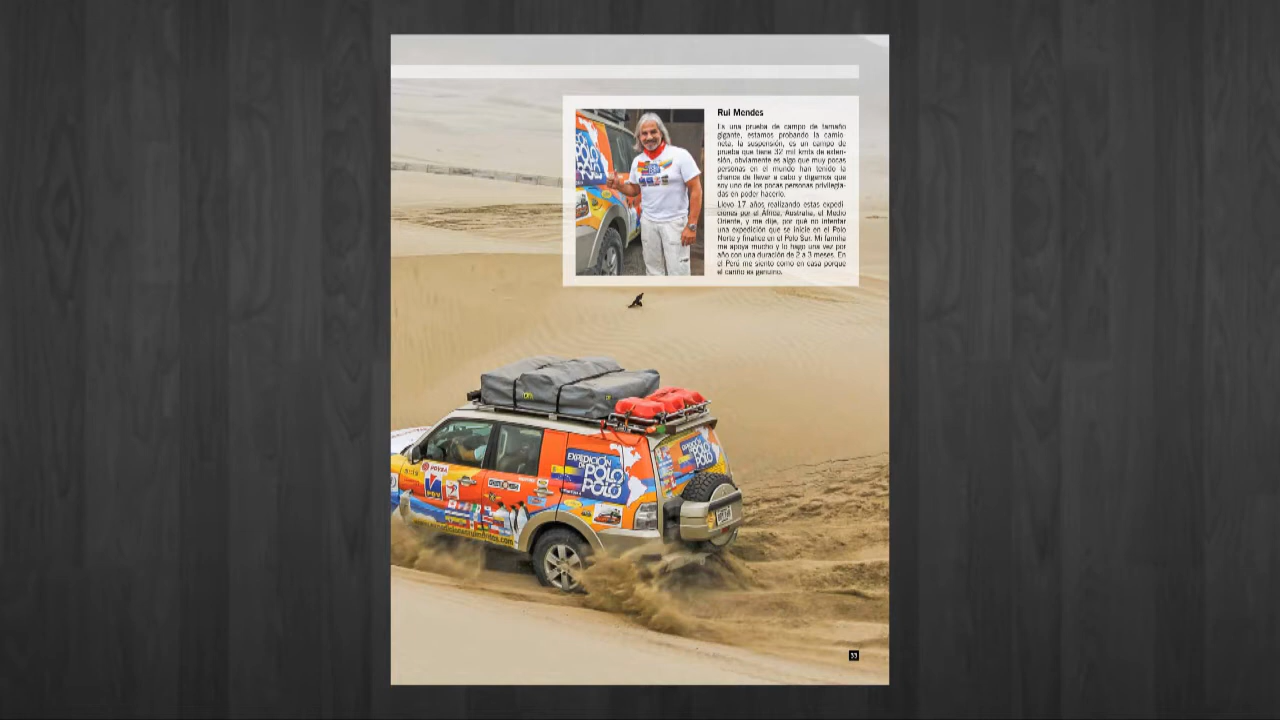 Rui Mendes
Es una prueba de campo de tamaño
gigante, estamos probando la camio-
neta, la suspensión, es un campo de
prueba que tiene 32 mil kmts de exten-
sión, obviamente es algo que muy pocas
personas en el mundo han tenido la
chance de llevar a cabo y digamos que
soy uno de los pocas personas privilegia-
das en poder hacerlo.
Llevo 17 años realizando estas expedi-
ciones por el África, Australia, el Medio
Oriente, y me dije, por qué no intentar
una expedición que se inicie en el Polo
Norte y finalice en el Polo Sur. Mi familia
me apoya mucho y lo hago una vez por
año con una duración de 2 a 3 meses. En
el Perú me siento como en casa porque
el cariño es genuino.
EXPEDICIÓN
DE POLO
A POLO
EXPEDICIÓN
POLO
POLO
33